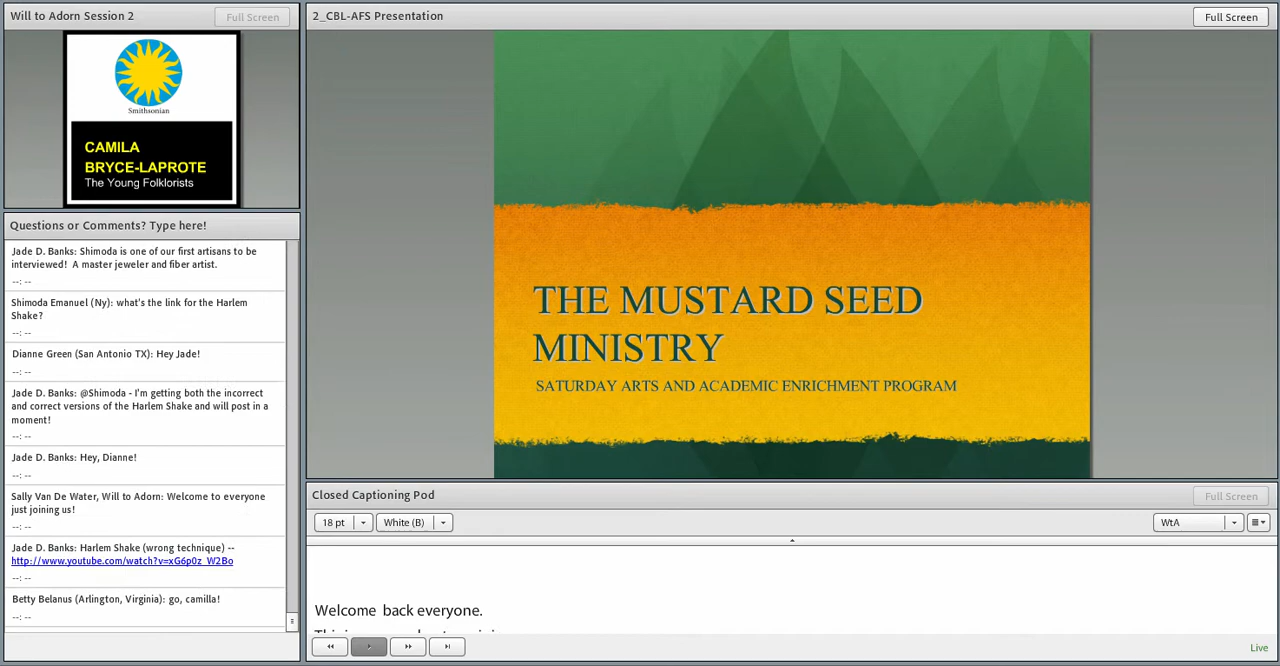 Will to Adorn Session 2
Full Screen
Smithsonian
CAMILA
BRYCE-LAPROTE
The Young Folklorists
Questions or Comments? Type here!
Jade D. Banks: Shimoda is one of our first artisans to be
interviewed!  A master jeweler and fiber artist.
--: --
Shimoda Emanuel (Ny): what's the link for the Harlem
Shake?
--: --
Dianne Green (San Antonio TX): Hey Jade!
--: --
Jade D. Banks: @Shimoda - I'm getting both the incorrect
and correct versions of the Harlem Shake and will post in a
moment!
--: --
Jade D. Banks: Hey, Dianne!
--: --
Sally Van De Water, Will to Adorn: Welcome to everyone
just joining us!
--: --
Jade D. Banks: Harlem Shake (wrong technique) --
http://www.youtube.com/watch?v=xG6p0z_W2Bo
--: --
Betty Belanus (Arlington, Virginia): go, camilla!
--: --
2_CBL-AFS Presentation
Full Screen
THE MUSTARD SEED
MINISTRY
SATURDAY ARTS AND ACADEMIC ENRICHMENT PROGRAM
Closed Captioning Pod
Full Screen
18 pt
White (B)
WtA
Welcome back everyone.
Live